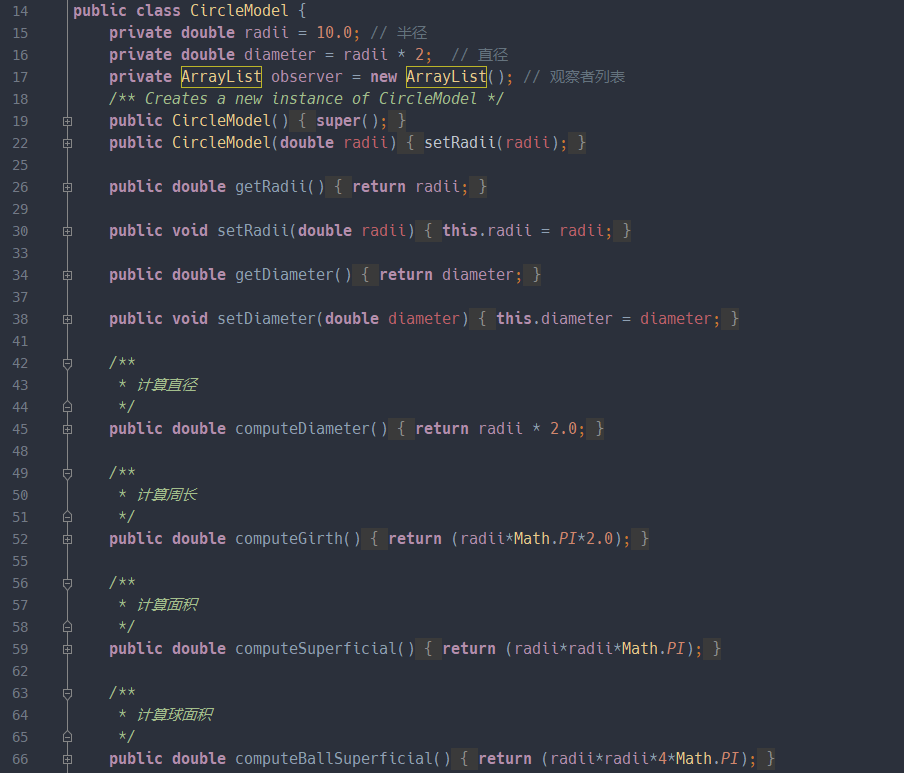 14 public class CircleModel {
15 private double radii = 10.0; // 半径
16 private double diameter = radii * 2;  // 直径
17 private ArrayList observer = new ArrayList(); // 观察者列表
18 /** Creates a new instance of CircleModel */
19 public CircleModel() { super(); }
22 public CircleModel(double radii) { setRadii(radii); }
25
26 public double getRadii() { return radii; }
29
30 public void setRadii(double radii) { this.radii = radii; }
33
34 public double getDiameter() { return diameter; }
37
38 public void setDiameter(double diameter) { this.diameter = diameter; }
41
42 /**
43 * 计算直径
44 */
45 public double computeDiameter() { return radii * 2.0; }
48
49 /**
50 * 计算周长
51 */
52 public double computeGirth() { return (radii*Math.PI*2.0); }
55
56 /**
57 * 计算面积
58 */
59 public double computeSuperficial() { return (radii*radii*Math.PI); }
62
63 /**
64 * 计算球面积
65 */
66 public double computeBallSuperficial() { return (radii*radii*4*Math.PI); }